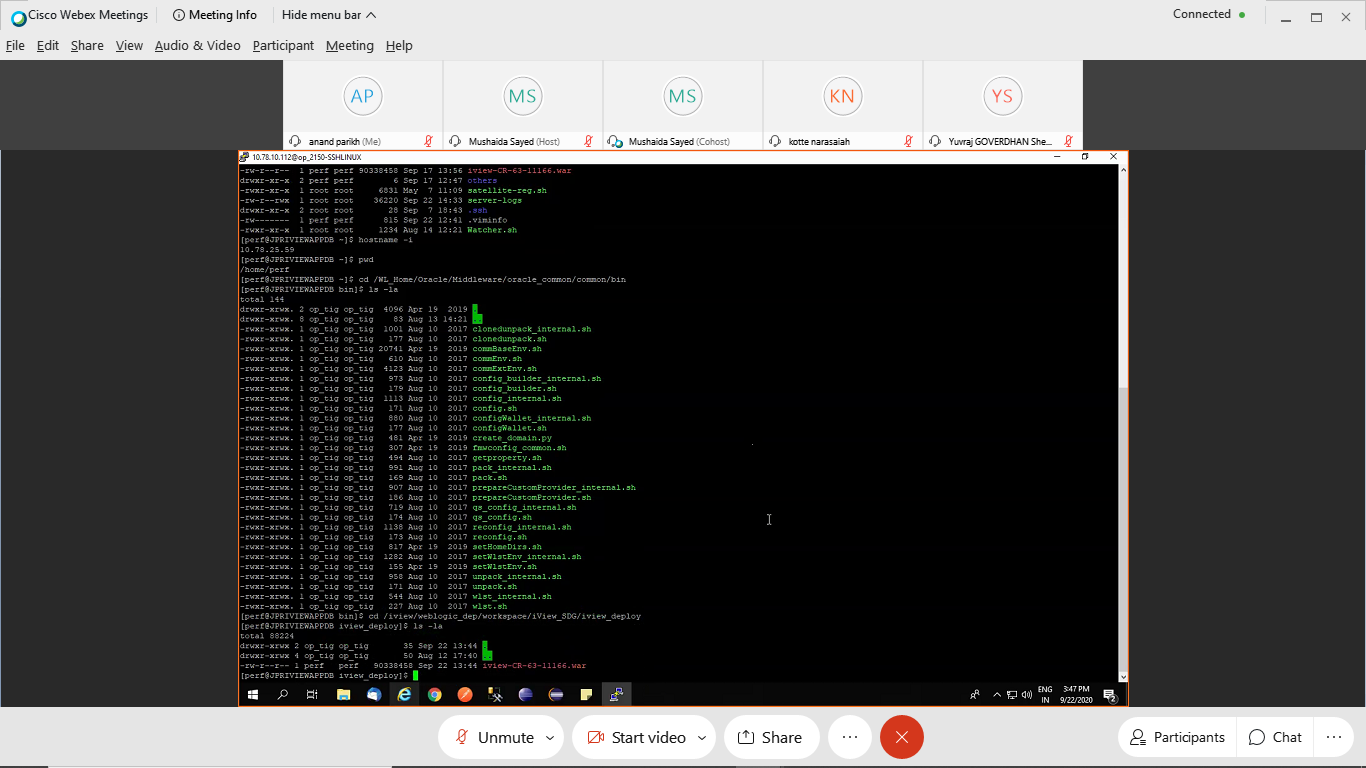 Cisco Webex Meetings Meeting Info Hide menu bar Connected
File Edit Share View Audio & Video Participant Meeting Help
AP MS MS KN YS
anand parikh (Me) Mushaida Sayed (Host) Mushaida Sayed (Cohost) kotte narasaiah Yuvraj GOVERDHAN She...
10.78.10.112@op_2150-SSHLINUX
-rw-r--r-- 1 perf perf 90338458 Sep 17 13:56 iview-CR-63-11166.war
drwxr-xr-x 2 perf perf 6 Sep 17 12:47 others
-rwxr-xr-x 1 root root 6831 May 7 11:09 satellite-reg.sh
-rwxr--rwx 1 root root 36220 Sep 22 14:33 server-logs
drwxr-xr-x 2 root root 28 Sep 7 18:43 .ssh
-rw------- 1 perf perf 815 Sep 22 12:41 .viminfo
-rwxr-xr-x 1 root root 1234 Aug 14 12:21 Watcher.sh
[perf@JPRIVIEWAPPDB ~]$ hostname -i
10.78.25.59
[perf@JPRIVIEWAPPDB ~]$ pwd
/home/perf
[perf@JPRIVIEWAPPDB ~]$ cd /WL_Home/Oracle/Middleware/oracle_common/common/bin
[perf@JPRIVIEWAPPDB bin]$ ls -la
total 144
drwxr-xrwx. 2 op_tig op_tig 4096 Apr 19 2019 .
drwxr-xrwx. 8 op_tig op_tig 83 Aug 13 14:21 ..
-rwxr-xrwx. 1 op_tig op_tig 1001 Aug 10 2017 clonedunpack_internal.sh
-rwxr-xrwx. 1 op_tig op_tig 177 Aug 10 2017 clonedunpack.sh
-rwxr-xrwx. 1 op_tig op_tig 20741 Apr 19 2019 commBaseEnv.sh
-rwxr-xrwx. 1 op_tig op_tig 610 Aug 10 2017 commEnv.sh
-rwxr-xrwx. 1 op_tig op_tig 4123 Aug 10 2017 commExtEnv.sh
-rwxr-xrwx. 1 op_tig op_tig 973 Aug 10 2017 config_builder_internal.sh
-rwxr-xrwx. 1 op_tig op_tig 179 Aug 10 2017 config_builder.sh
-rwxr-xrwx. 1 op_tig op_tig 1113 Aug 10 2017 config_internal.sh
-rwxr-xrwx. 1 op_tig op_tig 171 Aug 10 2017 config.sh
-rwxr-xrwx. 1 op_tig op_tig 880 Aug 10 2017 configWallet_internal.sh
-rwxr-xrwx. 1 op_tig op_tig 177 Aug 10 2017 configWallet.sh
-rwxr-xrwx. 1 op_tig op_tig 481 Apr 19 2019 create_domain.py
-rwxr-xrwx. 1 op_tig op_tig 307 Apr 19 2019 fmwconfig_common.sh
-rwxr-xrwx. 1 op_tig op_tig 494 Aug 10 2017 getproperty.sh
-rwxr-xrwx. 1 op_tig op_tig 991 Aug 10 2017 pack_internal.sh
-rwxr-xrwx. 1 op_tig op_tig 169 Aug 10 2017 pack.sh
-rwxr-xrwx. 1 op_tig op_tig 907 Aug 10 2017 prepareCustomProvider_internal.sh
-rwxr-xrwx. 1 op_tig op_tig 186 Aug 10 2017 prepareCustomProvider.sh
-rwxr-xrwx. 1 op_tig op_tig 719 Aug 10 2017 qs_config_internal.sh
-rwxr-xrwx. 1 op_tig op_tig 174 Aug 10 2017 qs_config.sh
-rwxr-xrwx. 1 op_tig op_tig 1138 Aug 10 2017 reconfig_internal.sh
-rwxr-xrwx. 1 op_tig op_tig 173 Aug 10 2017 reconfig.sh
-rwxr-xrwx. 1 op_tig op_tig 817 Apr 19 2019 setHomeDirs.sh
-rwxr-xrwx. 1 op_tig op_tig 1282 Aug 10 2017 setWlstEnv_internal.sh
-rwxr-xrwx. 1 op_tig op_tig 155 Apr 19 2019 setWlstEnv.sh
-rwxr-xrwx. 1 op_tig op_tig 958 Aug 10 2017 unpack_internal.sh
-rwxr-xrwx. 1 op_tig op_tig 171 Aug 10 2017 unpack.sh
-rwxr-xrwx. 1 op_tig op_tig 544 Aug 10 2017 wlst_internal.sh
-rwxr-xrwx. 1 op_tig op_tig 227 Aug 10 2017 wlst.sh
[perf@JPRIVIEWAPPDB bin]$ cd /iview/weblogic_dep/workspace/iView_SDG/iview_deploy
[perf@JPRIVIEWAPPDB iview_deploy]$ ls -la
total 88224
drwxr-xrwx 2 op_tig op_tig 35 Sep 22 13:44 .
drwxr-xrwx 4 op_tig op_tig 50 Aug 12 17:40 ..
-rw-r--r-- 1 perf perf 90338458 Sep 22 13:44 iview-CR-63-11166.war
[perf@JPRIVIEWAPPDB iview_deploy]$
ENG 3:47 PM
IN 9/22/2020 2
Unmute Start video Share Participants Chat